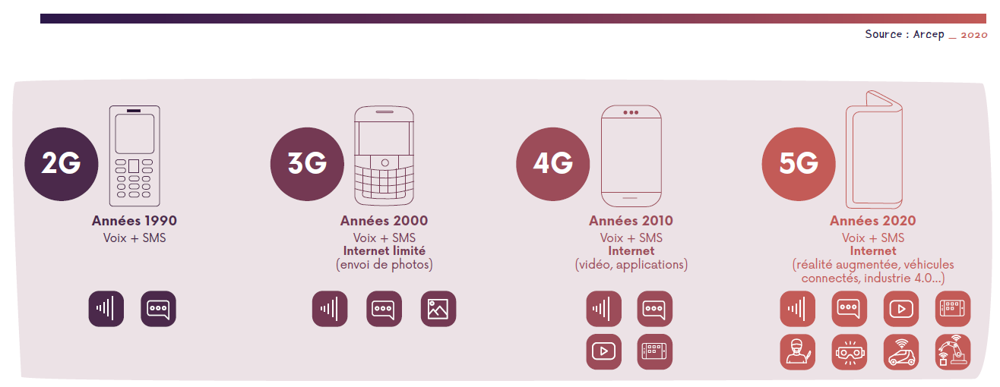 Source : Arcep _ 2020
2G
Années 1990
Voix + SMS
3G
Années 2000
Voix + SMS
Internet limité
(envoi de photos)
4G
Années 2010
Voix + SMS
Internet
(vidéo, applications)
5G
Années 2020
Voix + SMS
Internet
(réalité augmentée, véhicules
connectés, industrie 4.0...)